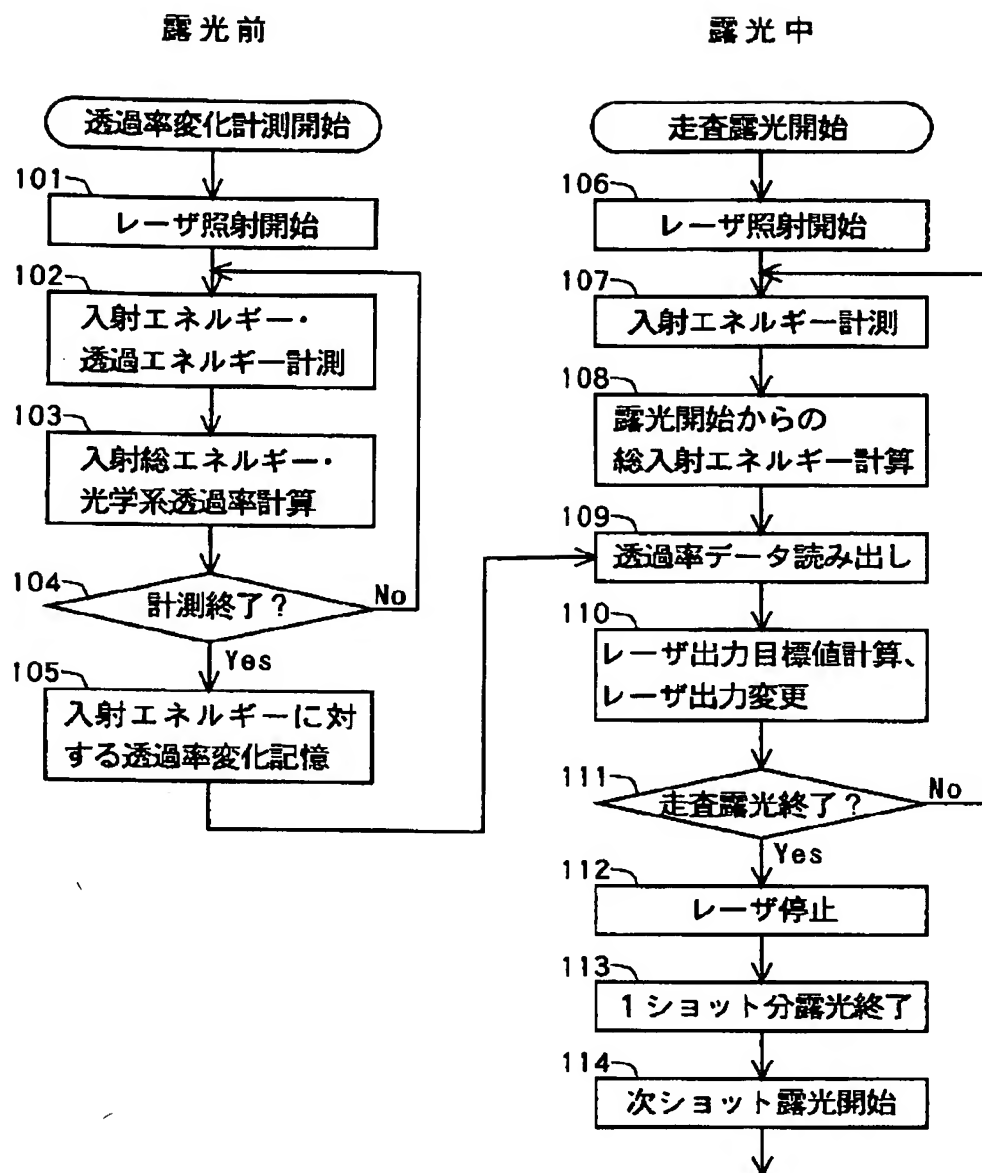 露光前
透過率変化計測開始
101
レーザ照射開始
102
入射エネルギー・
透過エネルギー計測
103
入射総エネルギー・
光学系透過率計算
104
計測終了？
No
Yes
105
入射エネルギーに対
する透過率変化記憶
露光中
走査露光開始
106
レーザ照射開始
107
入射エネルギー計測
108
露光開始からの
総入射エネルギー計算
109
透過率データ読み出し
110
レーザ出力目標値計算、
レーザ出力変更
111
走査露光終了？
No
Yes
112
レーザ停止
113
1ショット分露光終了
114
次ショット露光開始